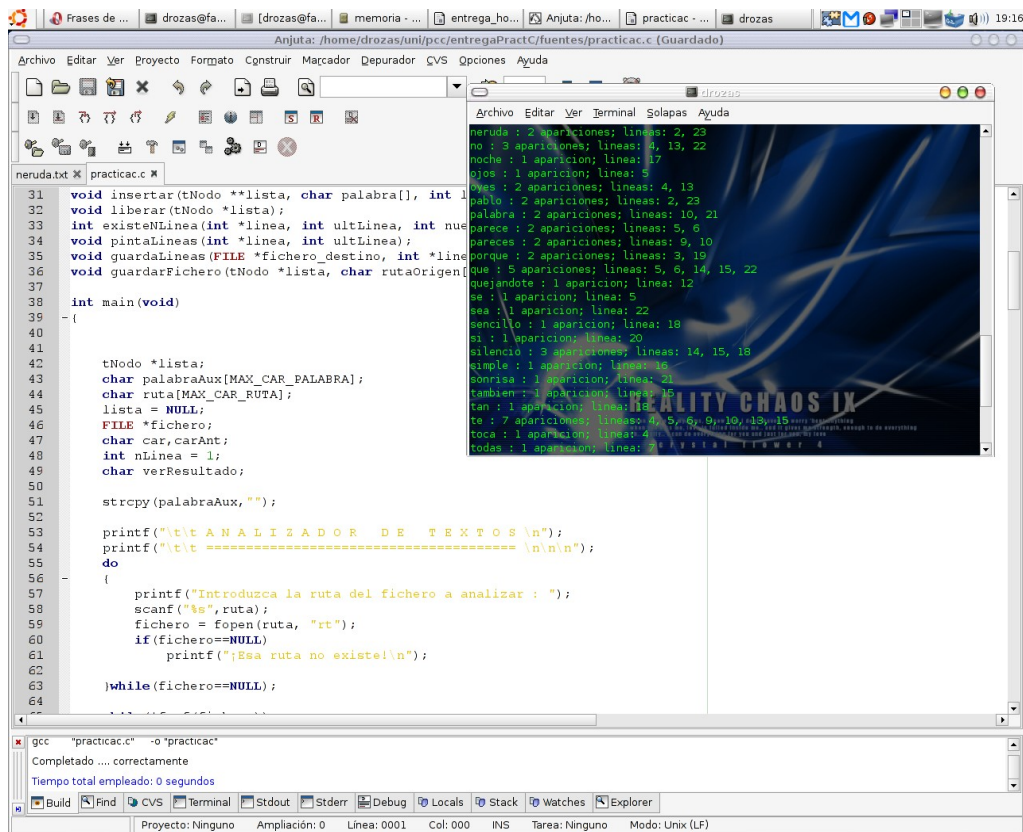 Frases de ...
drozas@fa...
[drozas@fa...
memoria - ...
entrega_ho...
Anjuta: /ho...
practicac - ...
drozas
19:16
Anjuta: /home/drozas/uni/pcc/entregaPractC/fuentes/practicac.c (Guardado)
Archivo Editar Ver Proyecto Formato Construir Marcador Depurador CVS Opciones Ayuda
neruda.txt practicac.c
31 void insertar(tNodo **lista, char palabra[], int l
32 void liberar(tNodo *lista);
33 int existeNLinea(int *linea, int ultLinea, int nue
34 void pintaLineas(int *linea, int ultLinea);
35 void guardaLineas(FILE *fichero_destino, int *line
36 void guardarFichero(tNodo *lista, char rutaOrigen[
37
38 int main(void)
39 {
40
41
42 tNodo *lista;
43 char palabraAux[MAX_CAR_PALABRA];
44 char ruta[MAX_CAR_RUTA];
45 lista = NULL;
46 FILE *fichero;
47 char car,carAnt;
48 int nLinea = 1;
49 char verResultado;
50
51 strcpy(palabraAux,"");
52
53 printf("\t\t A N A L I Z A D O R   D E   T E X T O S \n");
54 printf("\t\t ======================================= \n\n\n");
55 do
56 {
57 printf("Introduzca la ruta del fichero a analizar : ");
58 scanf("%s",ruta);
59 fichero = fopen(ruta, "rt");
60 if(fichero==NULL)
61 printf("¡Esa ruta no existe!\n");
62
63 }while(fichero==NULL);
64
drozas
Archivo Editar Ver Terminal Solapas Ayuda
neruda : 2 apariciones; lineas: 2, 23
no : 3 apariciones; lineas: 4, 13, 22
noche : 1 aparicion; linea: 17
ojos : 1 aparicion; linea: 5
oyes : 2 apariciones; lineas: 4, 13
pablo : 2 apariciones; lineas: 2, 23
palabra : 2 apariciones; lineas: 10, 21
parece : 2 apariciones; lineas: 5, 6
pareces : 2 apariciones; lineas: 9, 10
porque : 2 apariciones; lineas: 3, 19
que : 5 apariciones; lineas: 5, 6, 14, 15, 22
quejandote : 1 aparicion; linea: 12
se : 1 aparicion; linea: 5
sea : 1 aparicion; linea: 22
sencillo : 1 aparicion; linea: 18
si : 1 aparicion; linea: 20
silencio : 3 apariciones; lineas: 14, 15, 18
simple : 1 aparicion; linea: 16
sonrisa : 1 aparicion; linea: 21
tambien : 1 aparicion; linea: 15
tan : 1 aparicion; linea: 18
te : 7 apariciones; lineas: 4, 5, 6, 9, 10, 13, 15
toca : 1 aparicion; linea: 4
todas : 1 aparicion; linea: 7
REALITY CHAOS IX
crystal flower 4
gcc "practicac.c" -o "practicac"
Completado .... correctamente
Tiempo total empleado: 0 segundos
Build Find CVS Terminal Stdout Stderr Debug Locals Stack Watches Explorer
Proyecto: Ninguno Ampliación: 0 Línea: 0001 Col: 000 INS Tarea: Ninguno Modo: Unix (LF)